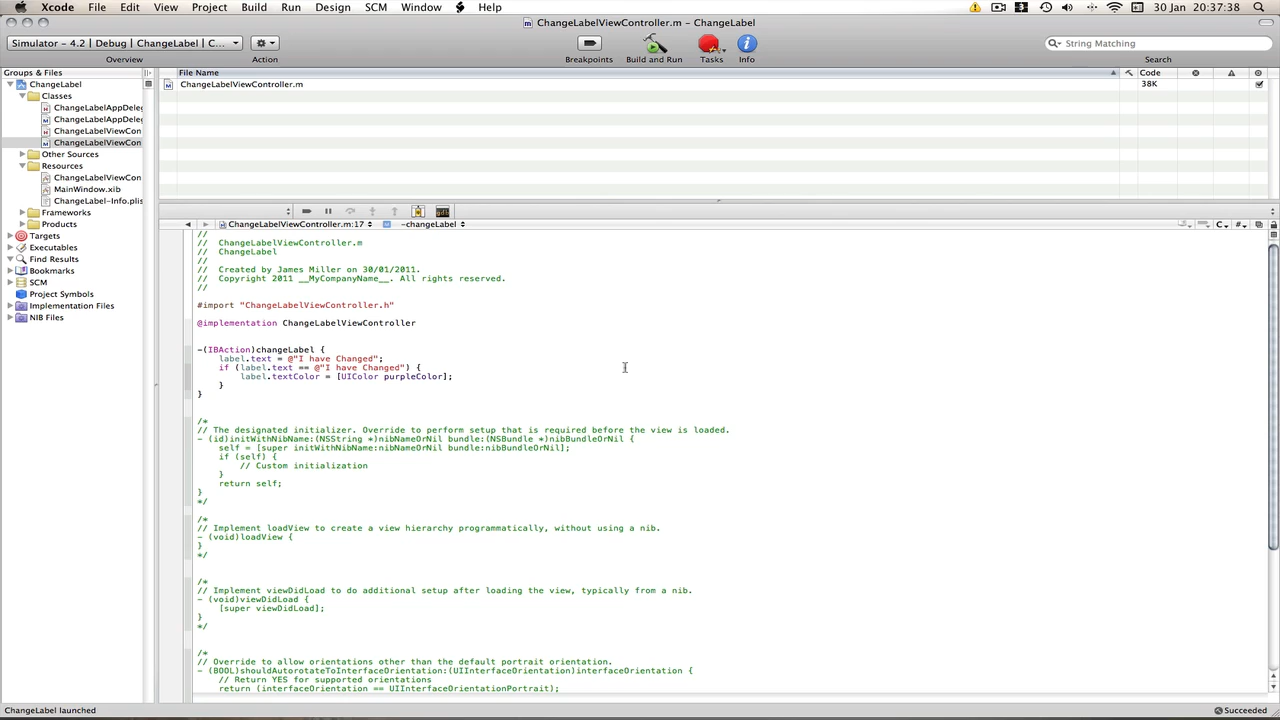 Xcode File Edit View Project Build Run Design SCM Window Help 3 30 Jan 20:37:38
ChangeLabelViewController.m - ChangeLabel
Simulator - 4.2 | Debug | ChangeLabel | C...
String Matching
Overview Action Breakpoints Build and Run Tasks Info Search
Groups & Files
File Name
Code
ChangeLabelViewController.m
38K
ChangeLabel
Classes
ChangeLabelAppDeleg
ChangeLabelAppDeleg
ChangeLabelViewCon
ChangeLabelViewCon
Other Sources
Resources
ChangeLabelViewCon
MainWindow.xib
ChangeLabel-Info.plis
Frameworks
Products
Targets
Executables
Find Results
Bookmarks
SCM
Project Symbols
Implementation Files
NIB Files
gdb
ChangeLabelViewController.m:17
-changeLabel
C
#
//
// ChangeLabelViewController.m
// ChangeLabel
//
// Created by James Miller on 30/01/2011.
// Copyright 2011 __MyCompanyName__. All rights reserved.
//
#import "ChangeLabelViewController.h"
@implementation ChangeLabelViewController
-(IBAction)changeLabel {
label.text = @"I have Changed";
if (label.text == @"I have Changed") {
label.textColor = [UIColor purpleColor];
}
}
/*
// The designated initializer. Override to perform setup that is required before the view is loaded.
- (id)initWithNibName:(NSString *)nibNameOrNil bundle:(NSBundle *)nibBundleOrNil {
self = [super initWithNibName:nibNameOrNil bundle:nibBundleOrNil];
if (self) {
// Custom initialization
}
return self;
}
*/
/*
// Implement loadView to create a view hierarchy programmatically, without using a nib.
- (void)loadView {
}
*/
/*
// Implement viewDidLoad to do additional setup after loading the view, typically from a nib.
- (void)viewDidLoad {
[super viewDidLoad];
}
*/
/*
// Override to allow orientations other than the default portrait orientation.
- (BOOL)shouldAutorotateToInterfaceOrientation:(UIInterfaceOrientation)interfaceOrientation {
// Return YES for supported orientations
return (interfaceOrientation == UIInterfaceOrientationPortrait);
ChangeLabel launched
Succeeded